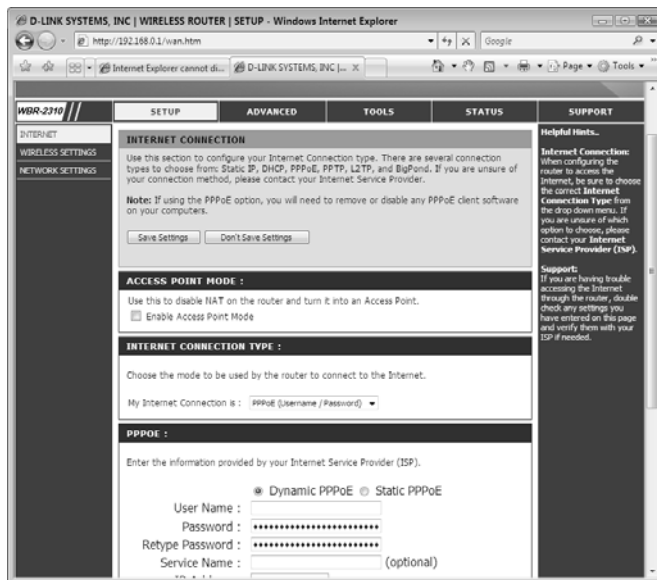 D-LINK SYSTEMS, INC | WIRELESS ROUTER | SETUP - Windows Internet Explorer
http://192.168.0.1/wan.htm
Google
Internet Explorer cannot di...
D-LINK SYSTEMS, INC |...
Page
Tools
WBR-2310
SETUP
ADVANCED
TOOLS
STATUS
SUPPORT
INTERNET
WIRELESS SETTINGS
NETWORK SETTINGS
INTERNET CONNECTION
Use this section to configure your Internet Connection type. There are several connection
types to choose from: Static IP, DHCP, PPPoE, PPTP, L2TP, and BigPond. If you are unsure of
your connection method, please contact your Internet Service Provider.
Note: If using the PPPoE option, you will need to remove or disable any PPPoE client software
on your computers.
Save Settings
Don't Save Settings
ACCESS POINT MODE :
Use this to disable NAT on the router and turn it into an Access Point.
Enable Access Point Mode
INTERNET CONNECTION TYPE :
Choose the mode to be used by the router to connect to the Internet.
My Internet Connection is : PPPoE (Username / Password)
PPPOE :
Enter the information provided by your Internet Service Provider (ISP).
Dynamic PPPoE Static PPPoE
User Name :
Password : ••••••••••••••••••••••••
Retype Password : ••••••••••••••••••••••••
Service Name : (optional)
Helpful Hints..
Internet Connection:
When configuring the
router to access the
Internet, be sure to choose
the correct Internet
Connection Type from
the drop down menu. If
you are unsure of which
option to choose, please
contact your Internet
Service Provider (ISP).
Support:
If you are having trouble
accessing the Internet
through the router, double
check any settings you
have entered on this page
and verify them with your
ISP if needed.